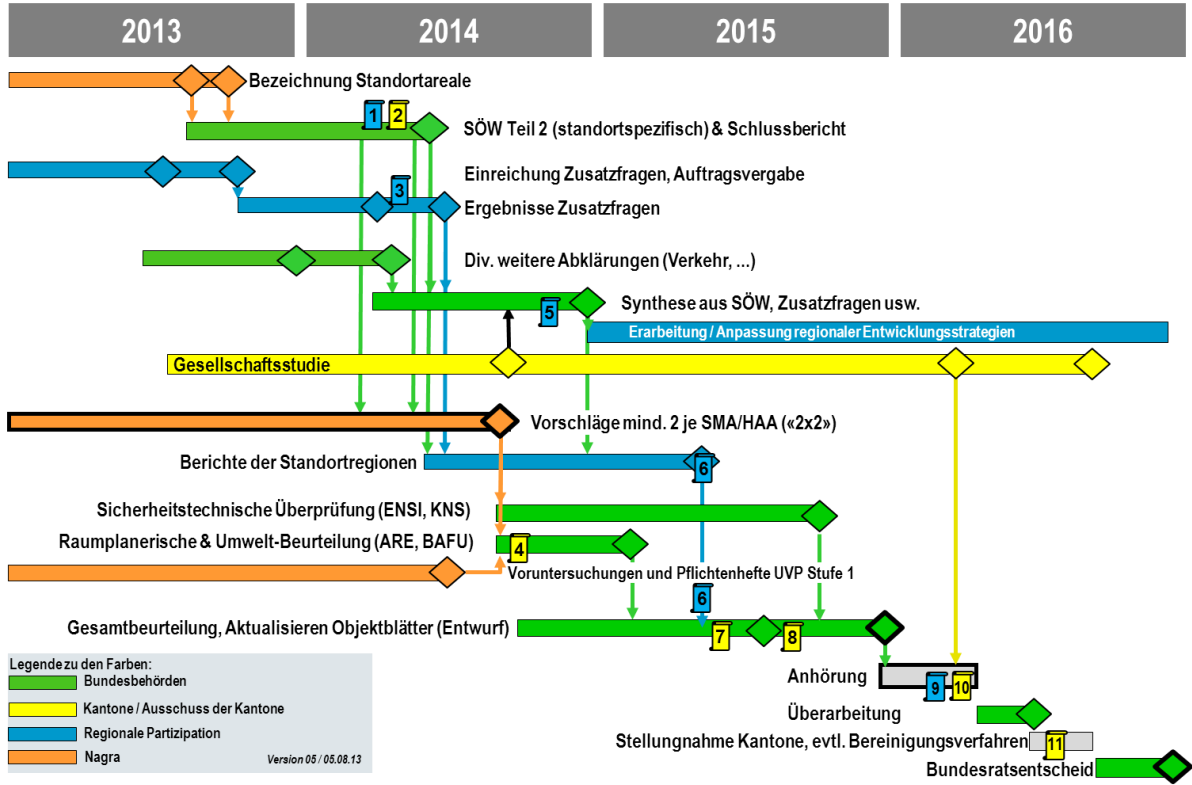 2013 2014 2015 2016
Bezeichnung Standortareale
1 2
SÖW Teil 2 (standortspezifisch) & Schlussbericht
Einreichung Zusatzfragen, Auftragsvergabe
3
Ergebnisse Zusatzfragen
Div. weitere Abklärungen (Verkehr, ...)
5
Synthese aus SÖW, Zusatzfragen usw.
Erarbeitung / Anpassung regionaler Entwicklungsstrategien
Gesellschaftsstudie
Vorschläge mind. 2 je SMA/HAA («2x2»)
Berichte der Standortregionen
6
Sicherheitstechnische Überprüfung (ENSI, KNS)
Raumplanerische & Umwelt-Beurteilung (ARE, BAFU)
4
Voruntersuchungen und Pflichtenhefte UVP Stufe 1
6
Gesamtbeurteilung, Aktualisieren Objektblätter (Entwurf)
7 8
Anhörung
9 10
Überarbeitung
Stellungnahme Kantone, evtl. Bereinigungsverfahren
11
Bundesratsentscheid
Legende zu den Farben:
Bundesbehörden
Kantone / Ausschuss der Kantone
Regionale Partizipation
Nagra
Version 05 / 05.08.13